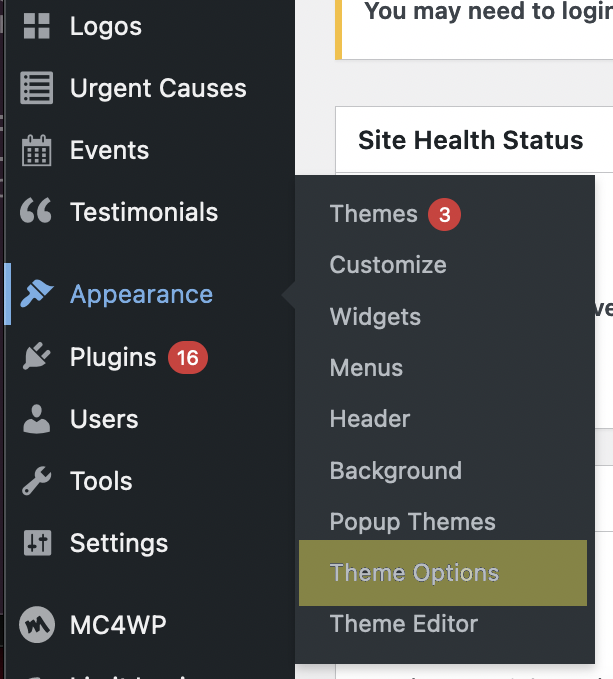 Logos
Urgent Causes
Events
Testimonials
Appearance
Plugins 16
Users
Tools
Settings
MC4WP
You may need to login
Site Health Status
Themes 3
Customize
Widgets
Menus
Header
Background
Popup Themes
Theme Options
Theme Editor